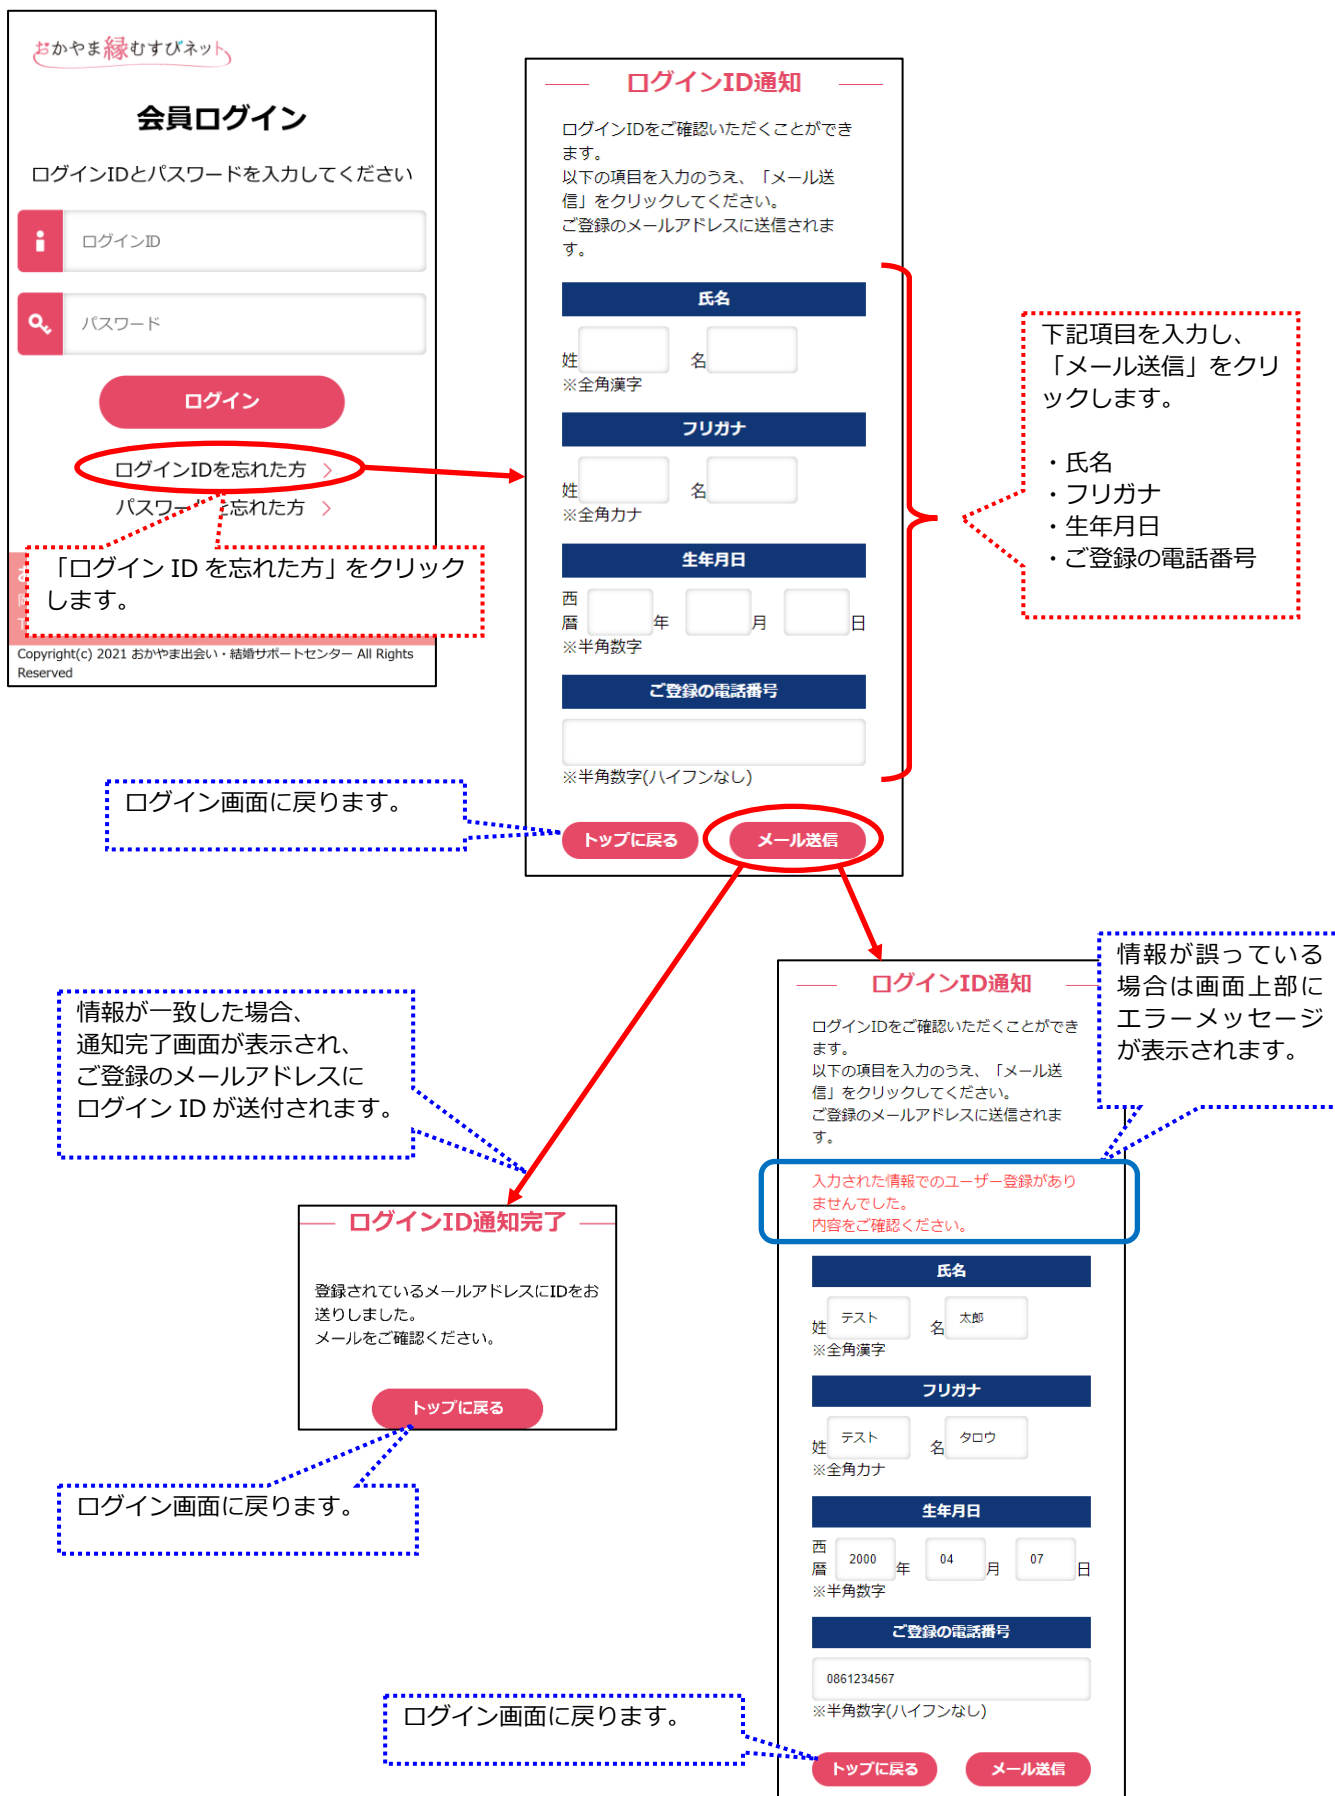 おかやま縁むすびネット
会員ログイン
ログインIDとパスワードを入力してください
ログインID
パスワード
ログイン
ログインIDを忘れた方
パスワー を忘れた方
「ログイン ID を忘れた方」をクリック
します。
Copyright(c) 2021 おかやま出会い・結婚サポートセンター All Rights
Reserved
ログインID通知
ログインIDをご確認いただくことができ
ます。
以下の項目を入力のうえ、「メール送
信」をクリックしてください。
ご登録のメールアドレスに送信されま
す。
氏名
姓 名
※全角漢字
フリガナ
姓 名
※全角カナ
生年月日
西
暦 年 月 日
※半角数字
ご登録の電話番号
※半角数字(ハイフンなし)
トップに戻る メール送信
下記項目を入力し、
「メール送信」をクリ
ックします。
・氏名
・フリガナ
・生年月日
・ご登録の電話番号
ログイン画面に戻ります。
情報が一致した場合、
通知完了画面が表示され、
ご登録のメールアドレスに
ログイン ID が送付されます。
ログインID通知完了
登録されているメールアドレスにIDをお
送りしました。
メールをご確認ください。
トップに戻る
ログイン画面に戻ります。
情報が誤っている
場合は画面上部に
エラーメッセージ
が表示されます。
ログインID通知
ログインIDをご確認いただくことができ
ます。
以下の項目を入力のうえ、「メール送
信」をクリックしてください。
ご登録のメールアドレスに送信されま
す。
入力された情報でのユーザー登録があり
ませんでした。
内容をご確認ください。
氏名
姓 テスト 名 太郎
※全角漢字
フリガナ
姓 テスト 名 タロウ
※全角カナ
生年月日
西
暦 2000 年 04 月 07 日
※半角数字
ご登録の電話番号
0861234567
※半角数字(ハイフンなし)
トップに戻る メール送信
ログイン画面に戻ります。